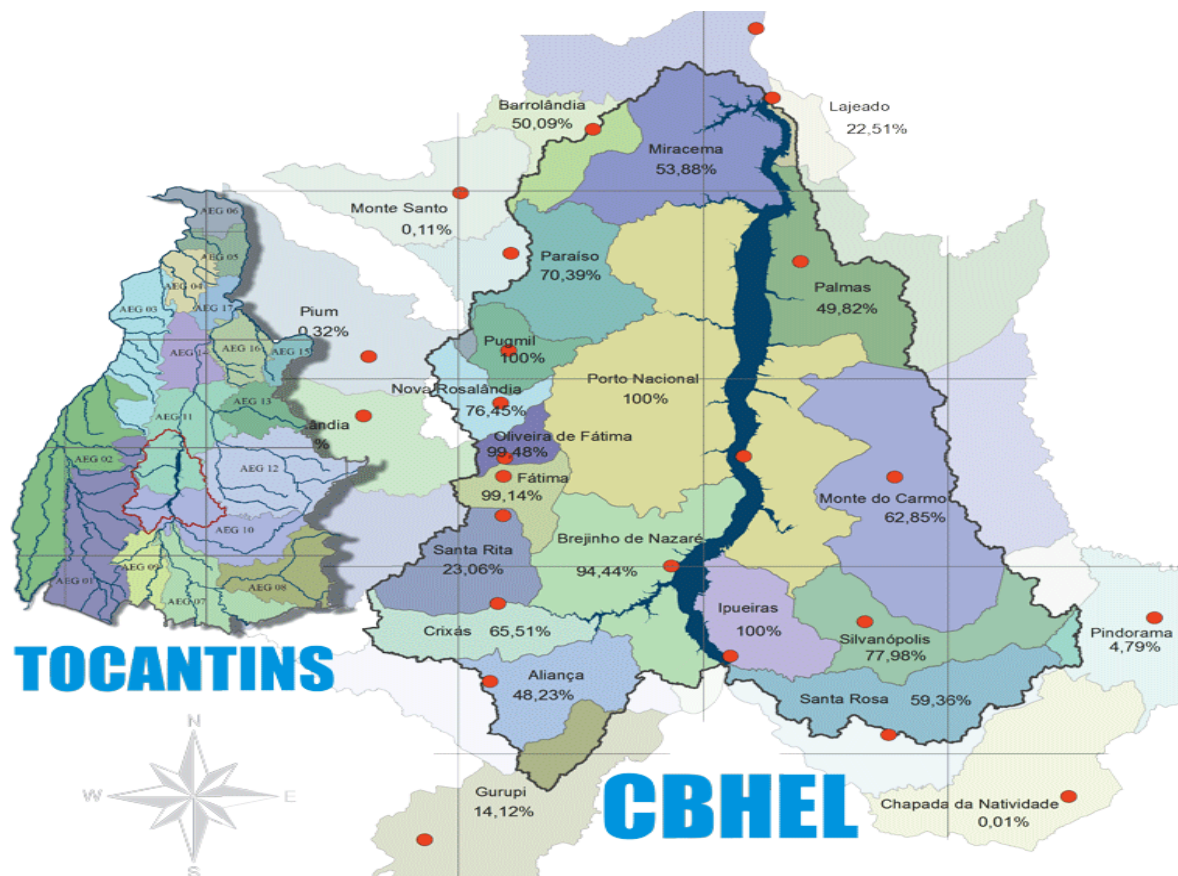 Barrolândia
50,09%
Lajeado
22,51%
Miracema
53,88%
Monte Santo
0,11%
Paraíso
70,39%
Palmas
49,82%
Pium
0,32%
Pugmil
100%
Nova Rosalândia
76,45%
Porto Nacional
100%
ândia
%
Oliveira de Fátima
99,48%
Fátima
99,14%
Monte do Carmo
62,85%
Santa Rita
23,06%
Brejinho de Nazaré
94,44%
Ipueiras
100%
Crixás 65,51%
Silvanópolis
77,98%
Pindorama
4,79%
Aliança
48,23%
Santa Rosa 59,36%
Gurupi
14,12%
Chapada da Natividade
0,01%
AEG 06
AEG 05
AEG 04
AEG 03
AEG 17
AEG 14
AEG 16
AEG 15
AEG 13
AEG 11
AEG 02
AEG 12
AEG 10
AEG 01
AEG 09
AEG 08
AEG 07
TOCANTINS
N
W
E
S
CBHEL